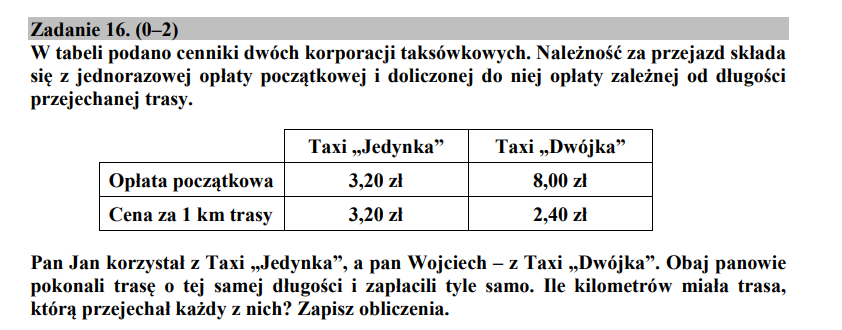 Zadanie 16. (0–2)
W tabeli podano cenniki dwóch korporacji taksówkowych. Należność za przejazd składa
się z jednorazowej opłaty początkowej i doliczonej do niej opłaty zależnej od długości
przejechanej trasy.
Taxi „Jedynka” Taxi „Dwójka”
Opłata początkowa 3,20 zł 8,00 zł
Cena za 1 km trasy 3,20 zł 2,40 zł
Pan Jan korzystał z Taxi „Jedynka”, a pan Wojciech – z Taxi „Dwójka”. Obaj panowie
pokonali trasę o tej samej długości i zapłacili tyle samo. Ile kilometrów miała trasa,
którą przejechał każdy z nich? Zapisz obliczenia.